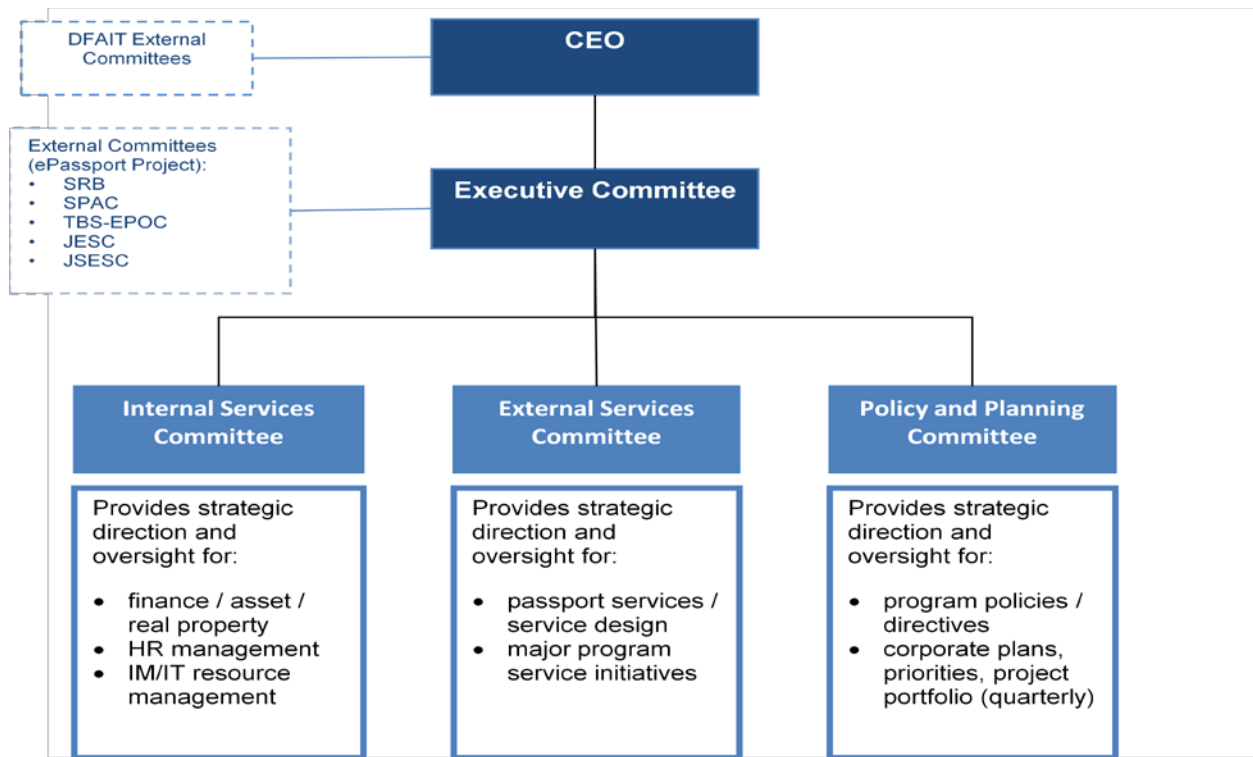 DFAIT External
Committees
CEO
External Committees
(ePassport Project):
• SRB
• SPAC
• TBS-EPOC
• JESC
• JSESC
Executive Committee
Internal Services
Committee
Provides strategic
direction and
oversight for:
• finance / asset /
real property
• HR management
• IM/IT resource
management
External Services
Committee
Provides strategic
direction and
oversight for:
• passport services /
service design
• major program
service initiatives
Policy and Planning
Committee
Provides strategic
direction and
oversight for:
• program policies /
directives
• corporate plans,
priorities, project
portfolio (quarterly)